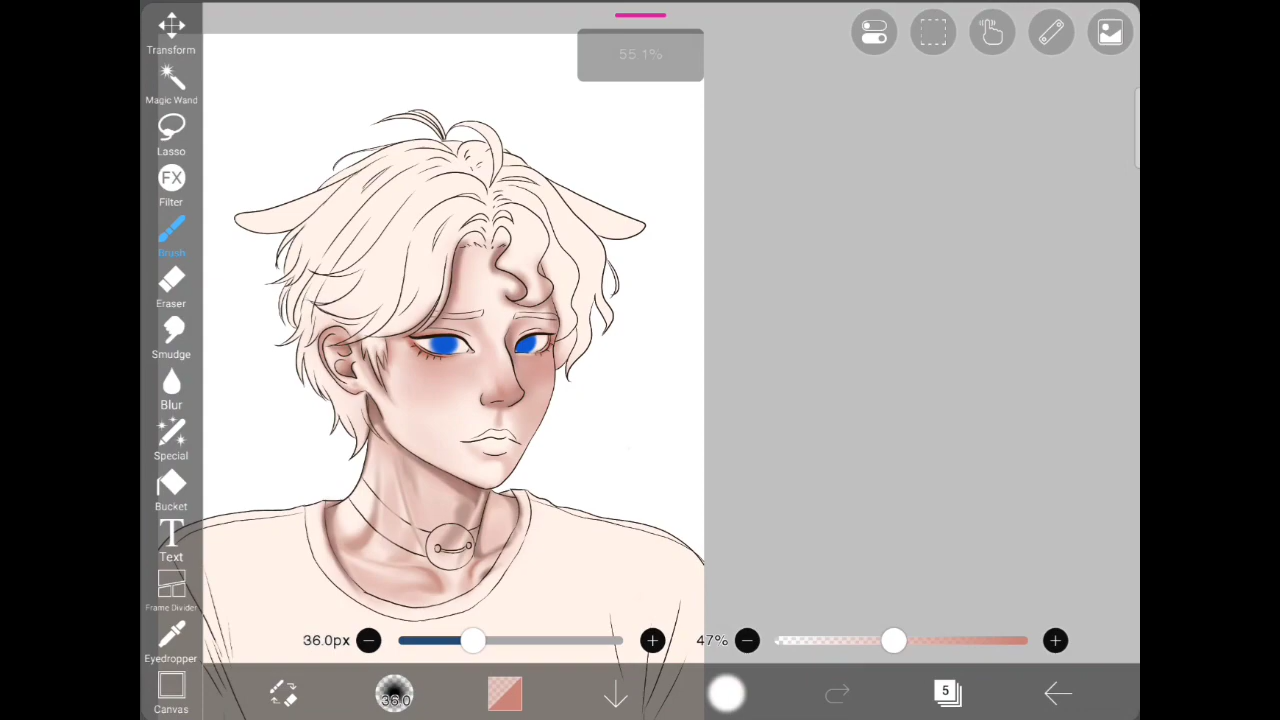 55.1%
Transform
Magic Wand
Lasso
FX
Filter
Brush
Eraser
Smudge
Blur
Special
Bucket
T
Text
Frame Divider
Eyedropper
Canvas
36.0px
47%
36.0
5